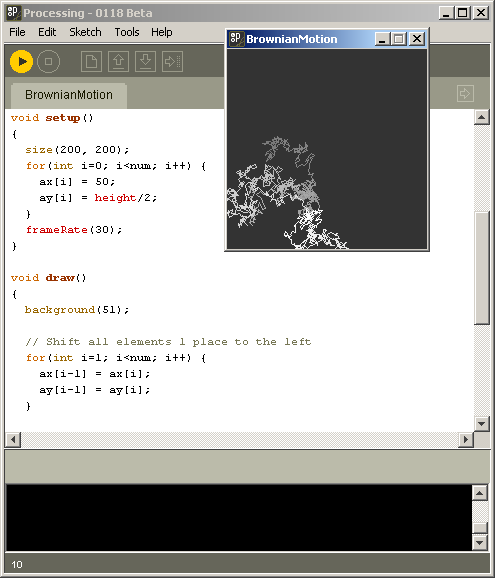 Processing - 0118 Beta
File Edit Sketch Tools Help
BrownianMotion
BrownianMotion
void setup()
{
  size(200, 200);
  for(int i=0; i<num; i++) {
    ax[i] = 50;
    ay[i] = height/2;
  }
  frameRate(30);
}

void draw()
{
  background(51);

  // Shift all elements 1 place to the left
  for(int i=1; i<num; i++) {
    ax[i-1] = ax[i];
    ay[i-1] = ay[i];
  }
10